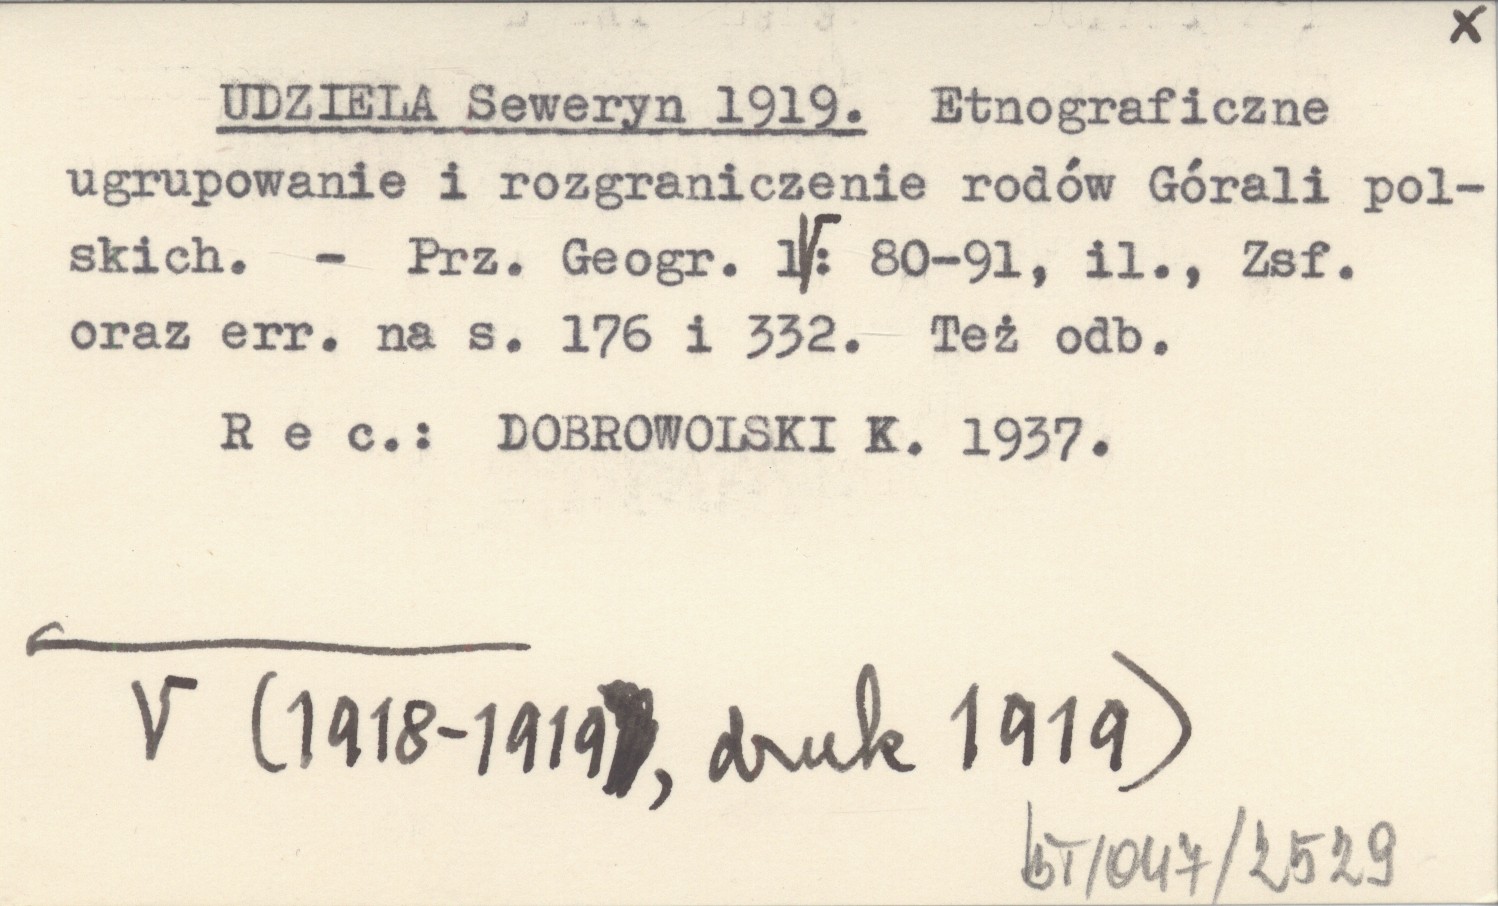 x
UDZIELA Seweryn 1919. Etnograficzne
ugrupowanie i rozgraniczenie rodów Górali pol-
skich. - Prz. Geogr. 1: 80-91, il., Zsf.
oraz err. na s. 176 i 332. Też odb.
R e c.: DOBROWOLSKI K. 1937.
V (1918-1919, druk 1919)
bT/047/2529